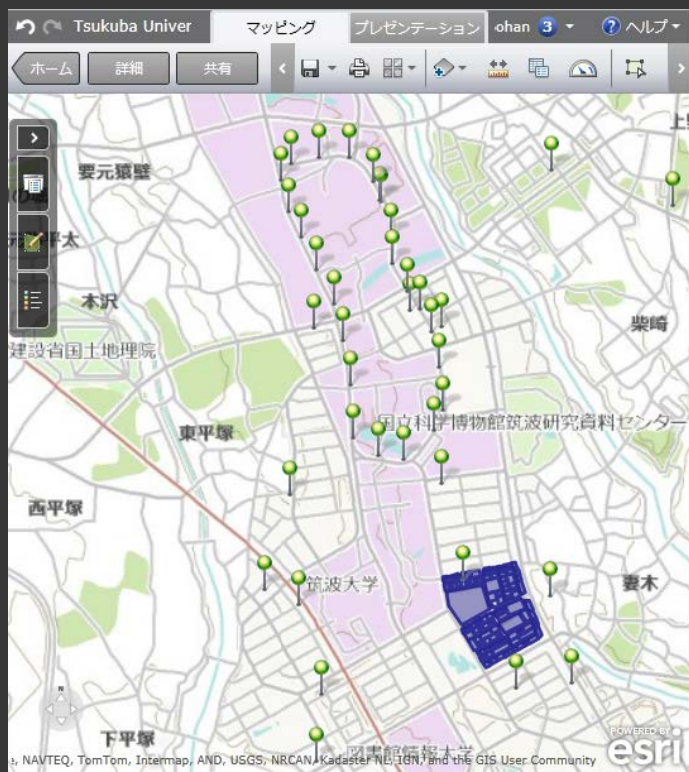 Tsukuba Univer マッピング プレゼンテーション ohan 3 ヘルプ
ホーム 詳細 共有
要元猿壁
本沢
柴崎
建設省国土地理院
国立科学博物館筑波研究資料センター
東平塚
西平塚
筑波大学
妻木
N
下平塚
図書館情報大学
POWERED BY
esri
, NAVTEQ, TomTom, Intermap, AND, USGS, NRCAN, Kadaster NL, IGN, and the GIS User Community